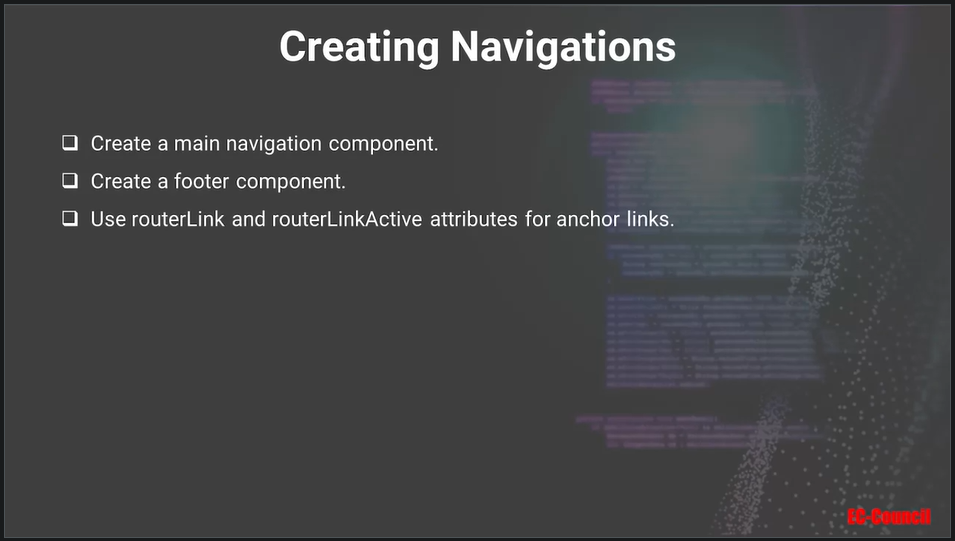 Creating Navigations
❑ Create a main navigation component.
❑ Create a footer component.
❑ Use routerLink and routerLinkActive attributes for anchor links.
EC-Council